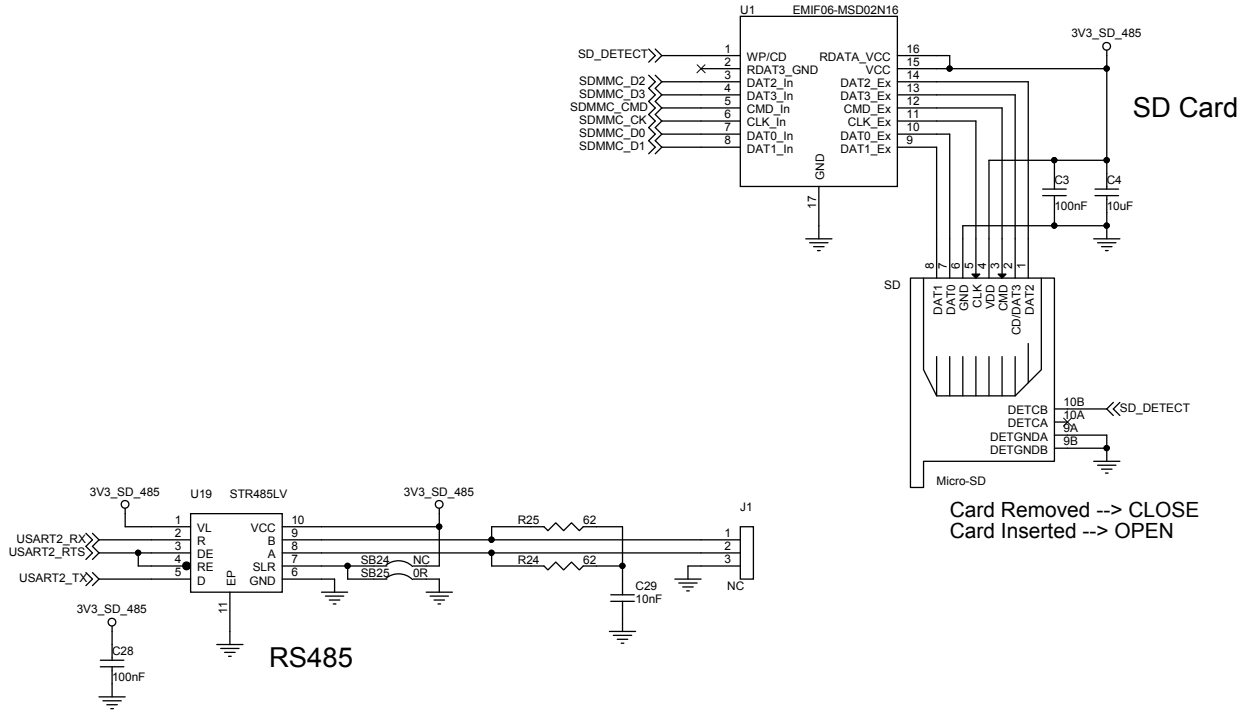 U1 EMIF06-MSD02N16
3V3_SD_485
SD_DETECT 1 WP/CD RDATA_VCC 16
2 RDAT3_GND VCC 15
SDMMC_D2 3 DAT2_In DAT2_Ex 14
SDMMC_D3 4 DAT3_In DAT3_Ex 13
SDMMC_CMD 5 CMD_In CMD_Ex 12
SDMMC_CK 6 CLK_In CLK_Ex 11
SDMMC_D0 7 DAT0_In DAT0_Ex 10
SDMMC_D1 8 DAT1_In DAT1_Ex 9
GND
17
SD Card
C3
100nF
C4
10uF
SD
8 7 6 5 4 3 2 1
DAT1 DAT0 GND CLK VDD CMD CD/DAT3 DAT2
DETCB 10B SD_DETECT
DETCA 10A
DETGNDA 9A
DETGNDB 9B
Micro-SD
Card Removed --> CLOSE
Card Inserted --> OPEN
3V3_SD_485
U19 STR485LV
3V3_SD_485
1 VL VCC 10
USART2_RX 2 R B 9
USART2_RTS 3 DE A 8
4 RE SLR 7
USART2_TX 5 D GND 6
EP
11
SB24 NC
SB25 0R
R25 62
R24 62
C29
10nF
J1
1
2
3
NC
3V3_SD_485
C28
100nF
RS485